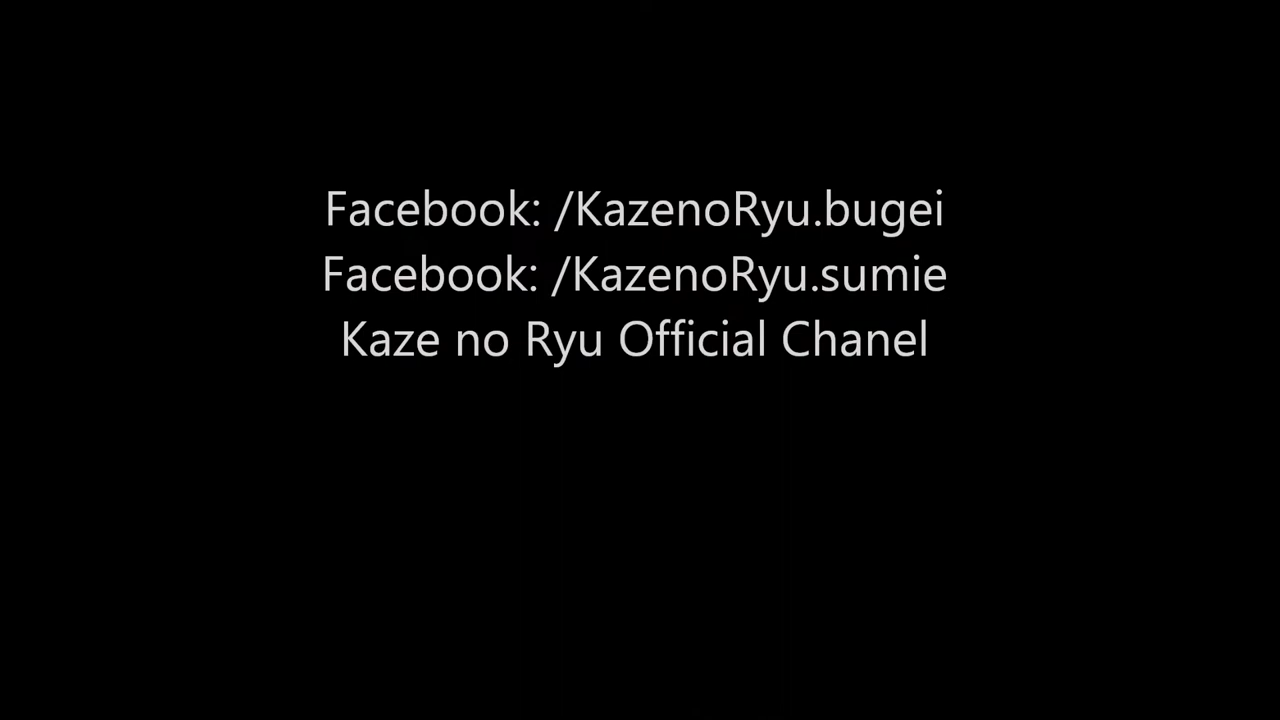 Facebook: /KazenoRyu.bugei
Facebook: /KazenoRyu.sumie
Kaze no Ryu Official Chanel